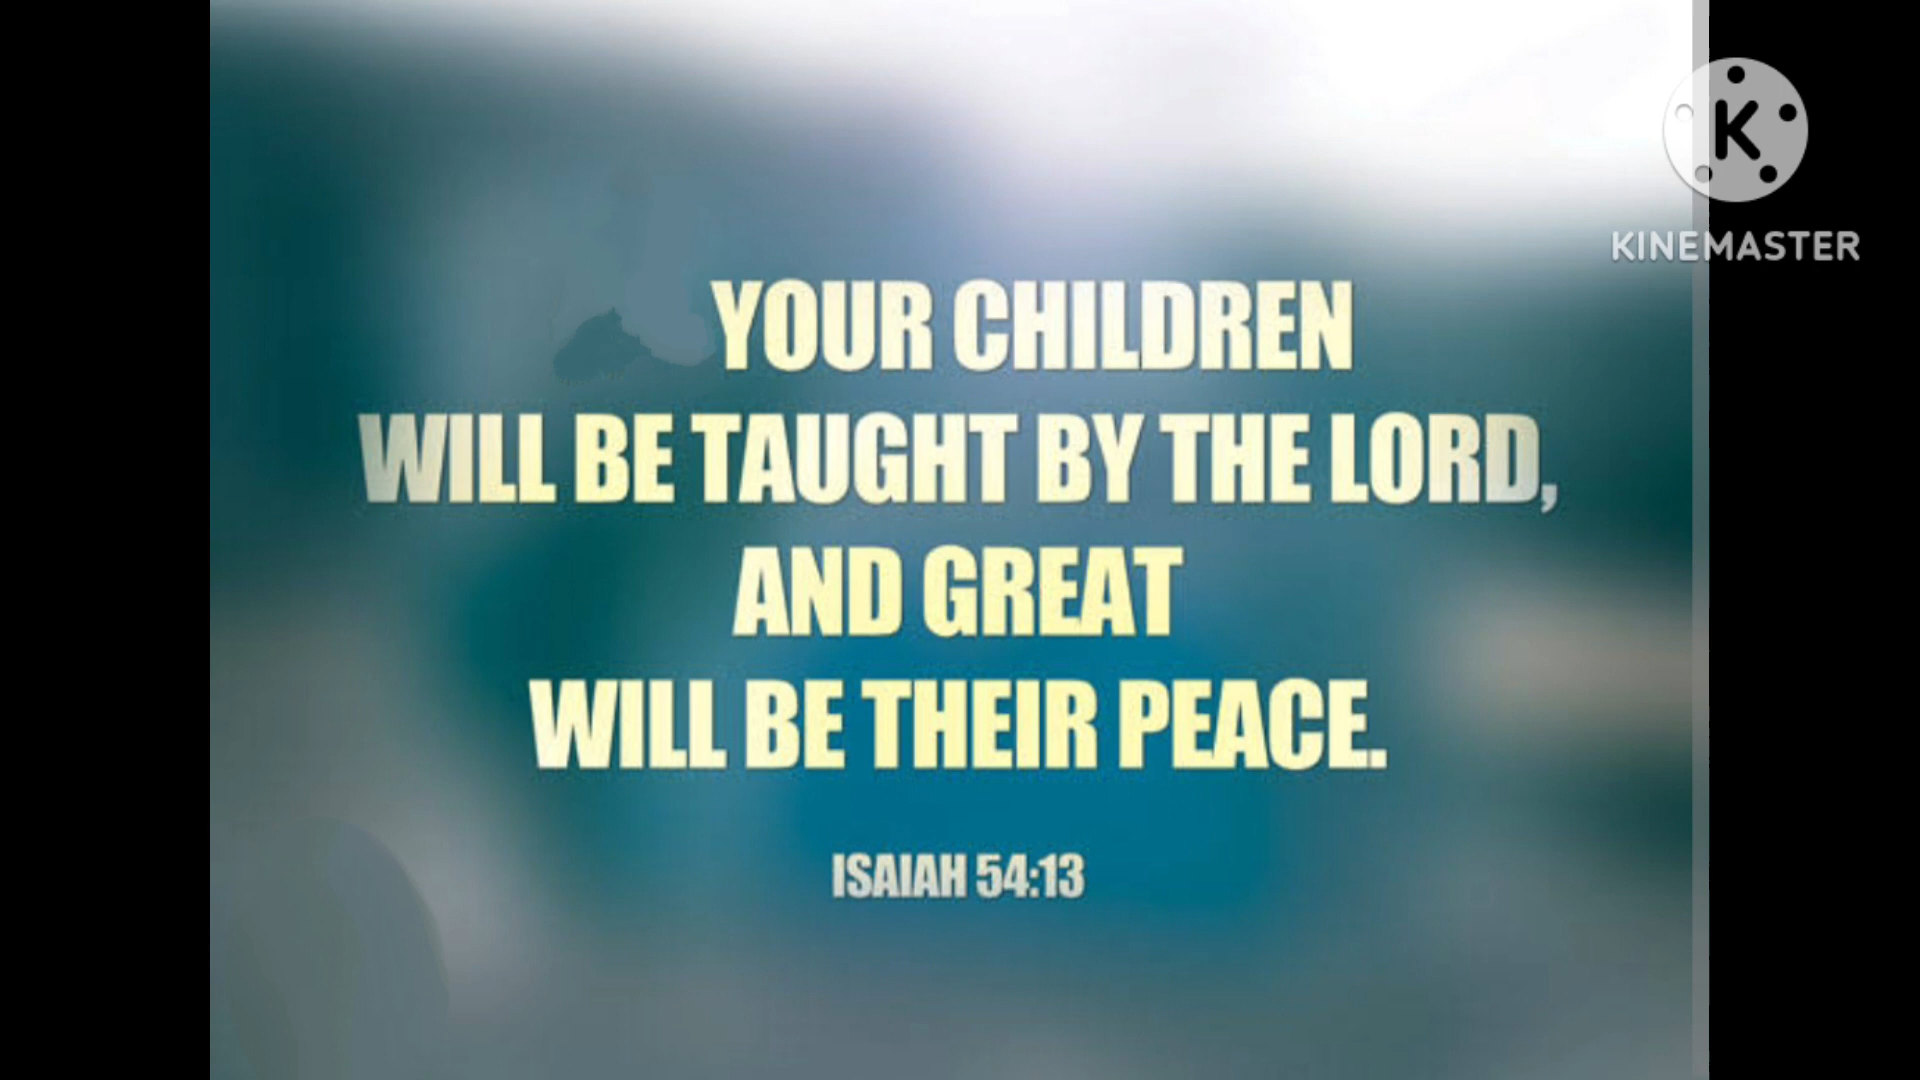 K
KINEMASTER
YOUR CHILDREN
WILL BE TAUGHT BY THE LORD,
AND GREAT
WILL BE THEIR PEACE.
ISAIAH 54:13